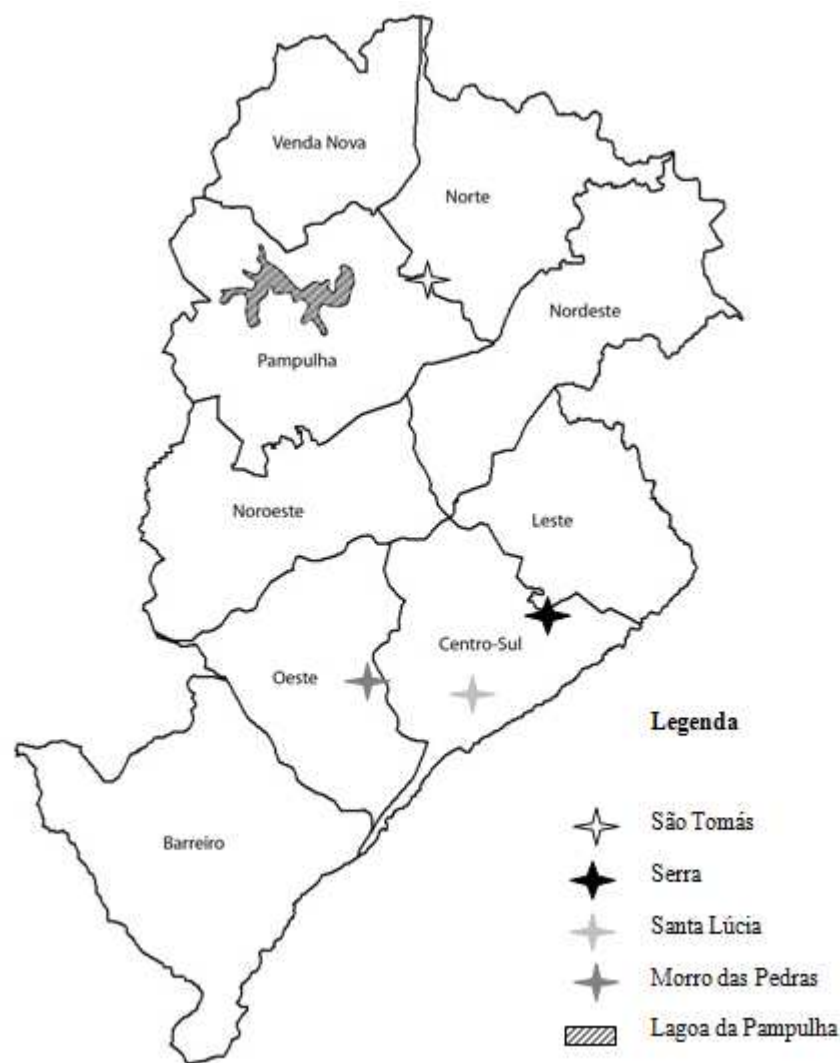 Venda Nova
Norte
Nordeste
Pampulha
Noroeste
Leste
Centro-Sul
Oeste
Barreiro
Legenda
São Tomás
Serra
Santa Lúcia
Morro das Pedras
Lagoa da Pampulha